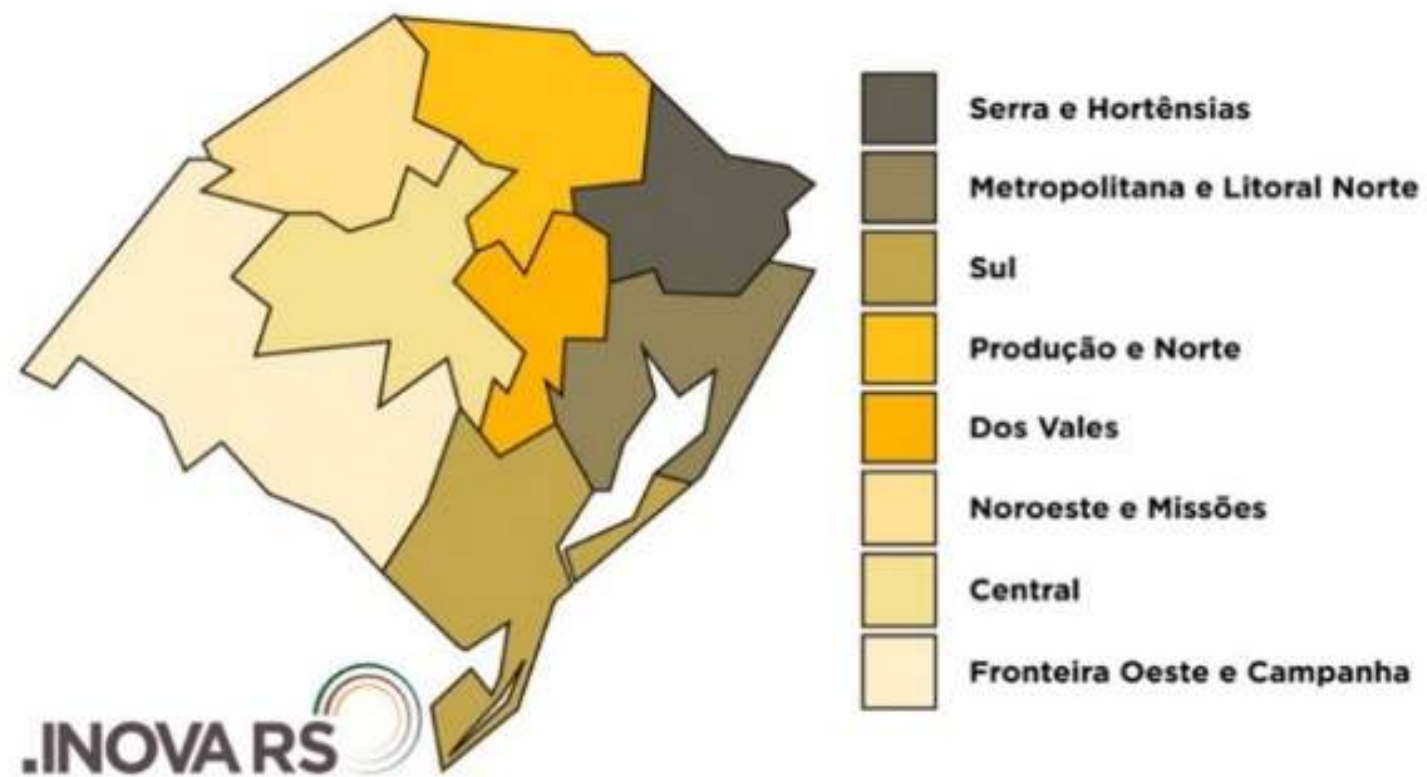 Serra e Hortênsias
Metropolitana e Litoral Norte
Sul
Produção e Norte
Dos Vales
Noroeste e Missões
Central
Fronteira Oeste e Campanha
.INOVA RS